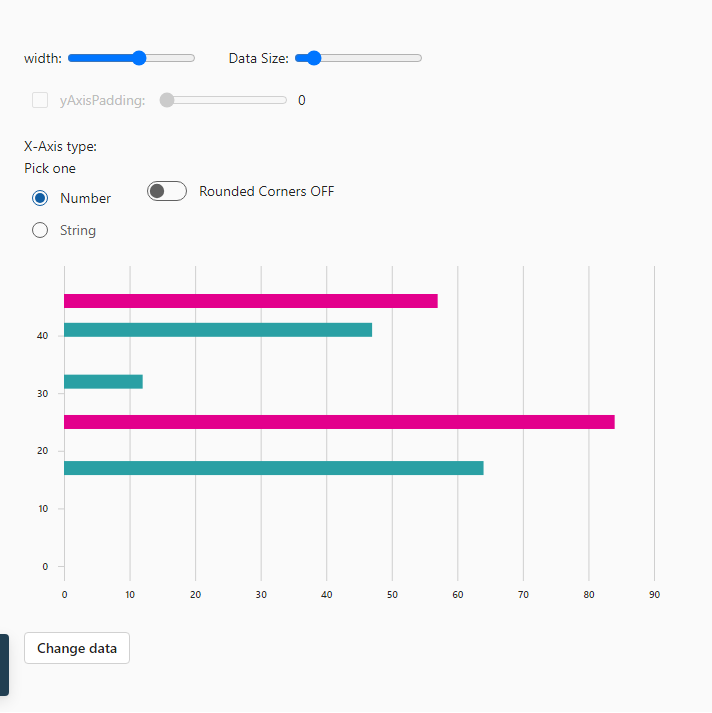 width: Data Size:
yAxisPadding: 0
X-Axis type:
Pick one
Number
Rounded Corners OFF
String
40
30
20
10
0
0 10 20 30 40 50 60 70 80 90
Change data